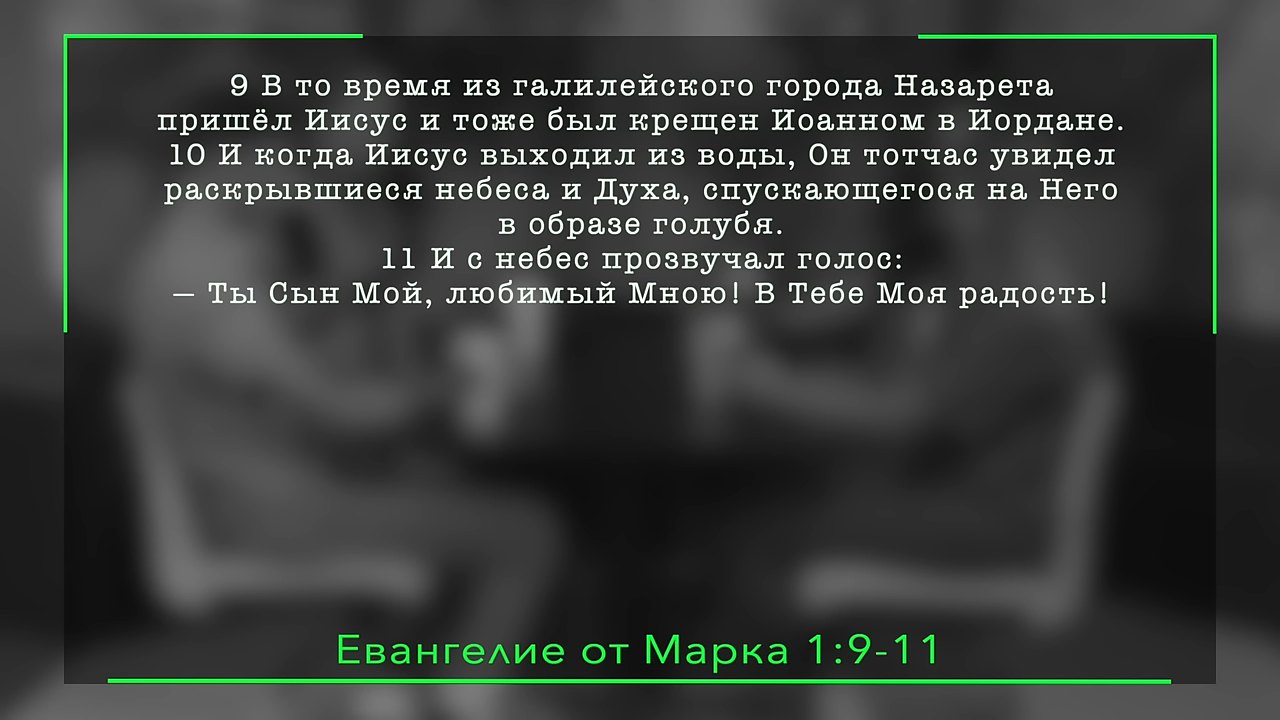 9 В то время из галилейского города Назарета
пришёл Иисус и тоже был крещен Иоанном в Иордане.
10 И когда Иисус выходил из воды, Он тотчас увидел
раскрывшиеся небеса и Духа, спускающегося на Него
в образе голубя.
11 И с небес прозвучал голос:
– Ты Сын Мой, любимый Мною! В Тебе Моя радость!
Евангелие от Марка 1:9-11